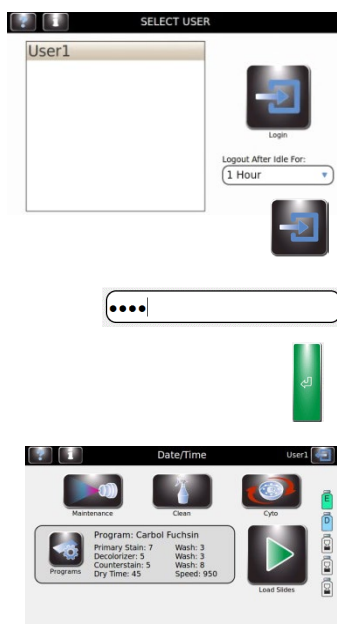 ? i SELECT USER
User1
Login
Logout After Idle For:
1 Hour
••••
? i Date/Time User1
Maintenance Clean Cyto
E
D
Programs
Program: Carbol Fuchsin
Primary Stain: 7 Wash: 3
Decolorizer: 5 Wash: 3
Counterstain: 5 Wash: 8
Dry Time: 45 Speed: 950
Load Slides